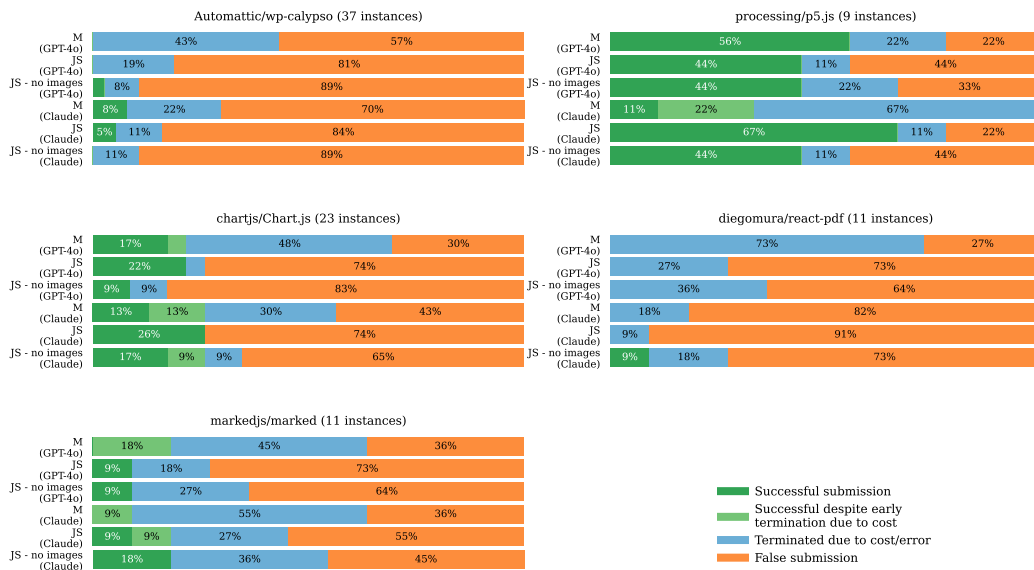 Automattic/wp-calypso (37 instances)
M
(GPT-4o)
43%
57%
JS
(GPT-4o)
19%
81%
JS - no images
(GPT-4o)
8%
89%
M
(Claude)
8%
22%
70%
JS
(Claude)
5%
11%
84%
JS - no images
(Claude)
11%
89%
processing/p5.js (9 instances)
M
(GPT-4o)
56%
22%
22%
JS
(GPT-4o)
44%
11%
44%
JS - no images
(GPT-4o)
44%
22%
33%
M
(Claude)
11%
22%
67%
JS
(Claude)
67%
11%
22%
JS - no images
(Claude)
44%
11%
44%
chartjs/Chart.js (23 instances)
M
(GPT-4o)
17%
48%
30%
JS
(GPT-4o)
22%
74%
JS - no images
(GPT-4o)
9%
9%
83%
M
(Claude)
13%
13%
30%
43%
JS
(Claude)
26%
74%
JS - no images
(Claude)
17%
9%
9%
65%
diegomura/react-pdf (11 instances)
M
(GPT-4o)
73%
27%
JS
(GPT-4o)
27%
73%
JS - no images
(GPT-4o)
36%
64%
M
(Claude)
18%
82%
JS
(Claude)
9%
91%
JS - no images
(Claude)
9%
18%
73%
markedjs/marked (11 instances)
M
(GPT-4o)
18%
45%
36%
JS
(GPT-4o)
9%
18%
73%
JS - no images
(GPT-4o)
9%
27%
64%
M
(Claude)
9%
55%
36%
JS
(Claude)
9%
9%
27%
55%
JS - no images
(Claude)
18%
36%
45%
Successful submission
Successful despite early
termination due to cost
Terminated due to cost/error
False submission